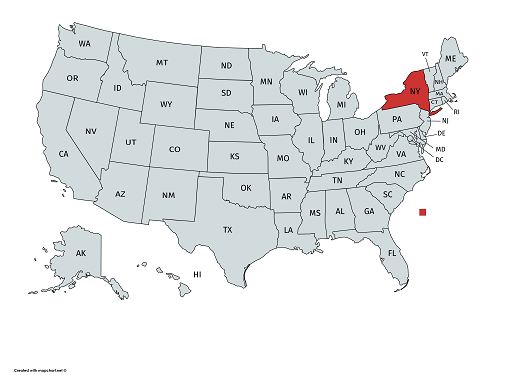 WA
OR
CA
NV
ID
MT
WY
UT
AZ
CO
NM
ND
SD
NE
KS
OK
TX
MN
IA
MO
AR
LA
WI
IL
MI
IN
OH
KY
TN
MS
AL
GA
FL
SC
NC
VA
WV
PA
NY
VT
NH
ME
MA
CT
RI
NJ
DE
MD
DC
AK
HI
Created with mapchart.net ©